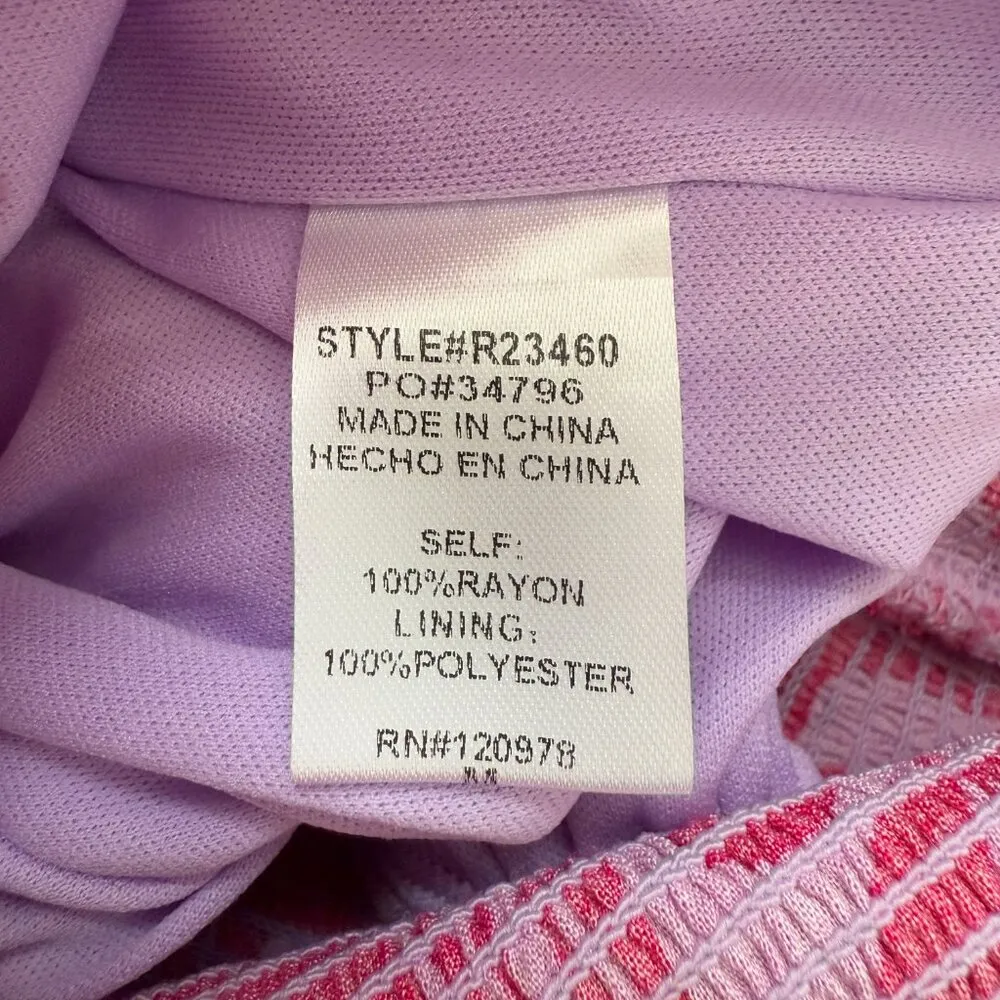 STYLE#R23460
PO#34796
MADE IN CHINA
HECHO EN CHINA
SELF:
100%RAYON
LINING:
100%POLYESTER
RN#120978